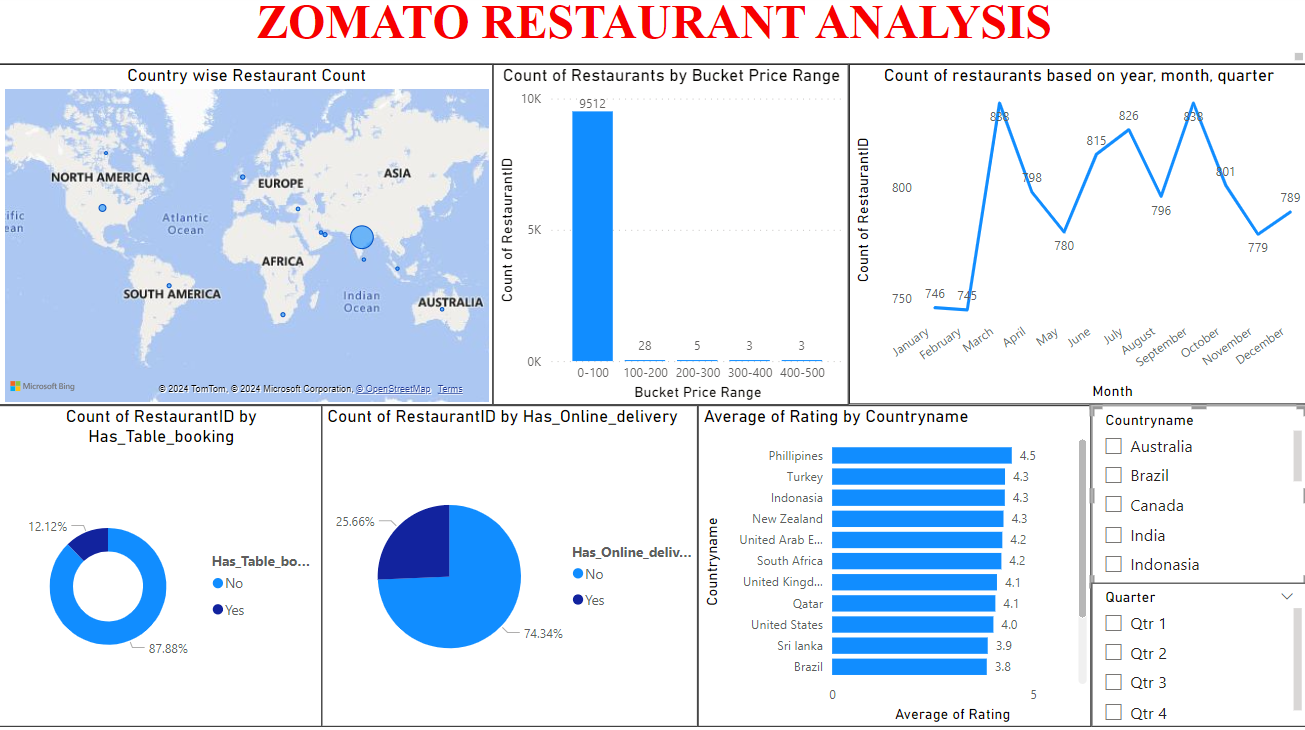 ZOMATO RESTAURANT ANALYSIS
Country wise Restaurant Count
NORTH AMERICA
EUROPE
ASIA
ific
ean
Atlantic
Ocean
AFRICA
SOUTH AMERICA
Indian
Ocean
AUSTRALIA
Microsoft Bing
© 2024 TomTom, © 2024 Microsoft Corporation, © OpenStreetMap Terms
Count of Restaurants by Bucket Price Range
Count of RestaurantID
10K
5K
0K
9512
28
5
3
3
0-100
100-200
200-300
300-400
400-500
Bucket Price Range
Count of restaurants based on year, month, quarter
Count of RestaurantID
800
750
746
745
838
798
780
815
826
796
838
801
779
789
January
February
March
April
May
June
July
August
September
October
November
December
Month
Count of RestaurantID by
Has_Table_booking
12.12%
87.88%
Has_Table_bo...
No
Yes
Count of RestaurantID by Has_Online_delivery
25.66%
74.34%
Has_Online_deliv...
No
Yes
Average of Rating by Countryname
Countryname
Phillipines 4.5
Turkey 4.3
Indonasia 4.3
New Zealand 4.3
United Arab E... 4.2
South Africa 4.2
United Kingd... 4.1
Qatar 4.1
United States 4.0
Sri lanka 3.9
Brazil 3.8
0
5
Average of Rating
Countryname
Australia
Brazil
Canada
India
Indonasia
Quarter
Qtr 1
Qtr 2
Qtr 3
Qtr 4